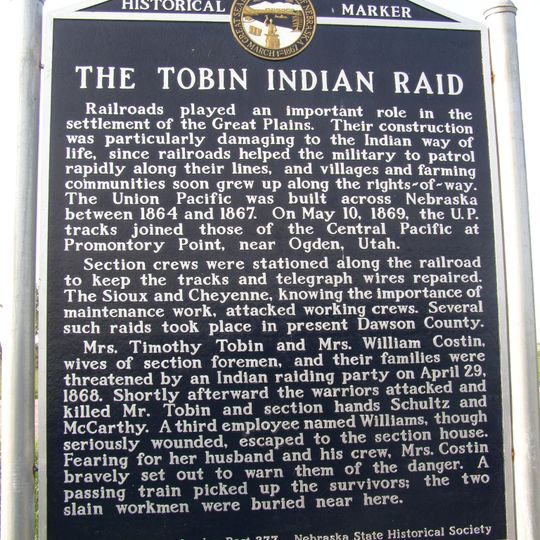 HISTORICAL MARKER
MARCH 1ST 1867
THE TOBIN INDIAN RAID
Railroads played an important role in the
settlement of the Great Plains. Their construction
was particularly damaging to the Indian way of
life, since railroads helped the military to patrol
rapidly along their lines, and villages and farming
communities soon grew up along the rights-of-way.
The Union Pacific was built across Nebraska
between 1864 and 1867. On May 10, 1869, the U.P.
tracks joined those of the Central Pacific at
Promontory Point, near Ogden, Utah.
Section crews were stationed along the railroad
to keep the tracks and telegraph wires repaired.
The Sioux and Cheyenne, knowing the importance of
maintenance work, attacked working crews. Several
such raids took place in present Dawson County.
Mrs. Timothy Tobin and Mrs. William Costin,
wives of section foremen, and their families were
threatened by an Indian raiding party on April 29,
1868. Shortly afterward the warriors attacked and
killed Mr. Tobin and section hands Schultz and
McCarthy. A third employee named Williams, though
seriously wounded, escaped to the section house.
Fearing for her husband and his crew, Mrs. Costin
bravely set out to warn them of the danger. A
passing train picked up the survivors; the two
slain workmen were buried near here.
Post 277 Nebraska State Historical Society